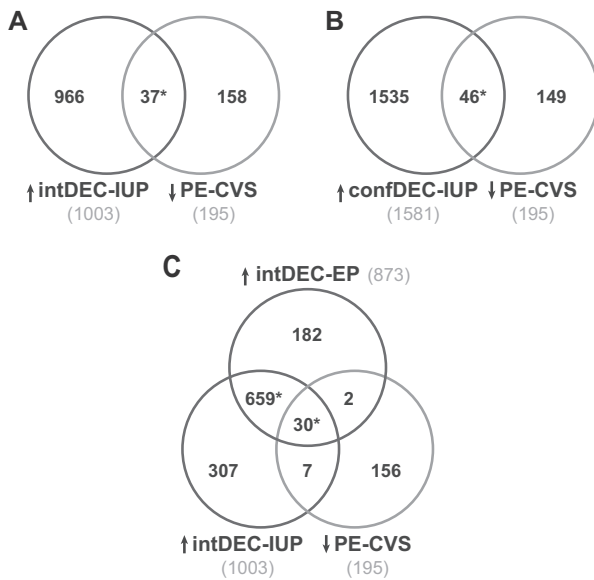 A
966 37* 158
↑ intDEC-IUP ↓ PE-CVS
(1003) (195)
B
1535 46* 149
↑ confDEC-IUP ↓ PE-CVS
(1581) (195)
C
↑ intDEC-EP (873)
182
659* 2
30*
307 7 156
↑ intDEC-IUP ↓ PE-CVS
(1003) (195)